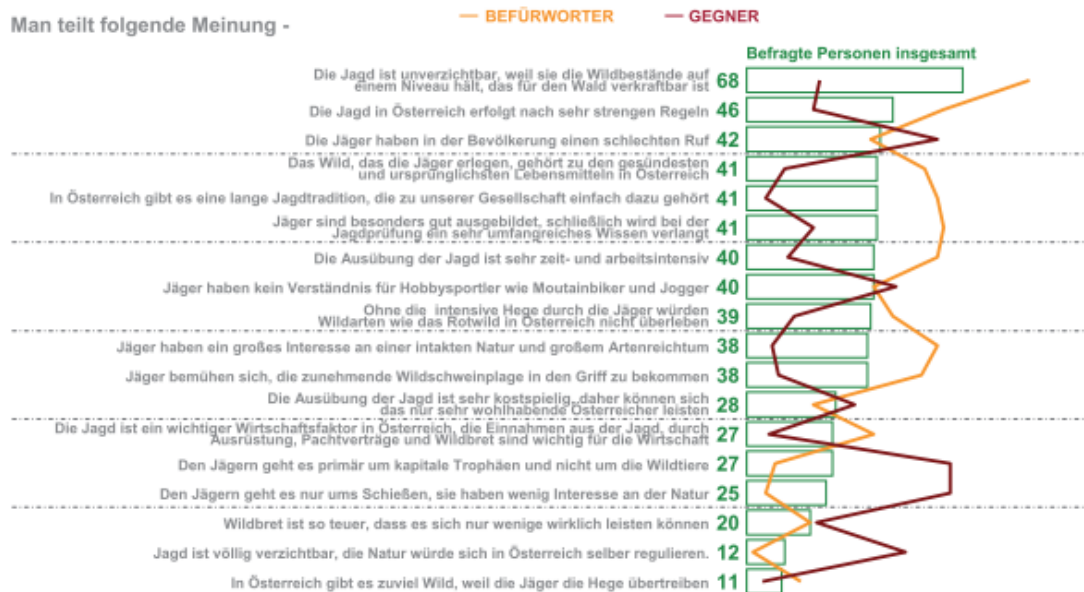 Man teilt folgende Meinung -
BEFÜRWORTER
GEGNER
Befragte Personen insgesamt
Die Jagd ist unverzichtbar, weil sie die Wildbestände auf
einem Niveau hält, das für den Wald verkraftbar ist
68
Die Jagd in Österreich erfolgt nach sehr strengen Regeln 46
Die Jäger haben in der Bevölkerung einen schlechten Ruf 42
Das Wild, das die Jäger erlegen, gehört zu den gesündesten
und ursprünglichsten Lebensmitteln in Österreich
41
In Österreich gibt es eine lange Jagdtradition, die zu unserer Gesellschaft einfach dazu gehört 41
Jäger sind besonders gut ausgebildet, schließlich wird bei der
Jagdprüfung ein sehr umfangreiches Wissen verlangt
41
Die Ausübung der Jagd ist sehr zeit- und arbeitsintensiv 40
Jäger haben kein Verständnis für Hobbysportler wie Moutainbiker und Jogger 40
Ohne die intensive Hege durch die Jäger würden
Wildarten wie das Rotwild in Österreich nicht überleben
39
Jäger haben ein großes Interesse an einer intakten Natur und großem Artenreichtum 38
Jäger bemühen sich, die zunehmende Wildschweinplage in den Griff zu bekommen 38
Die Ausübung der Jagd ist sehr kostspielig, daher können sich
das nur sehr wohlhabende Österreicher leisten
28
Die Jagd ist ein wichtiger Wirtschaftsfaktor in Österreich, die Einnahmen aus der Jagd, durch
Ausrüstung, Pachtverträge und Wildbret sind wichtig für die Wirtschaft
27
Den Jägern geht es primär um kapitale Trophäen und nicht um die Wildtiere 27
Den Jägern geht es nur ums Schießen, sie haben wenig Interesse an der Natur 25
Wildbret ist so teuer, dass es sich nur wenige wirklich leisten können 20
Jagd ist völlig verzichtbar, die Natur würde sich in Österreich selber regulieren. 12
In Österreich gibt es zuviel Wild, weil die Jäger die Hege übertreiben 11